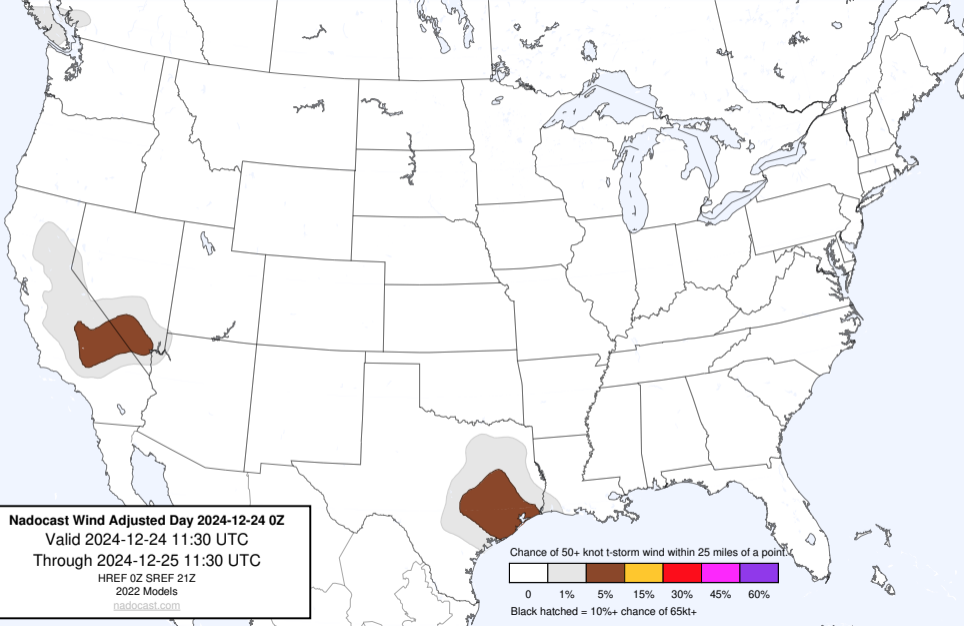 Nadocast Wind Adjusted Day 2024-12-24 0Z
Valid 2024-12-24 11:30 UTC
Through 2024-12-25 11:30 UTC
HREF 0Z SREF 21Z
2022 Models
nadocast.com
Chance of 50+ knot t-storm wind within 25 miles of a point.
0 1% 5% 15% 30% 45% 60%
Black hatched = 10%+ chance of 65kt+